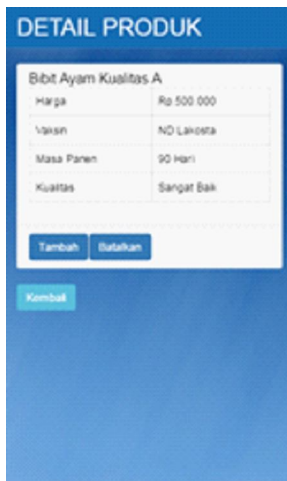 DETAIL PRODUK
Bibit Ayam Kualitas A
Harga Rp 500.000
Vaksin ND Lakosta
Masa Panen 90 Hari
Kualitas Sangat Baik
Tambah Batalkan
Kembali